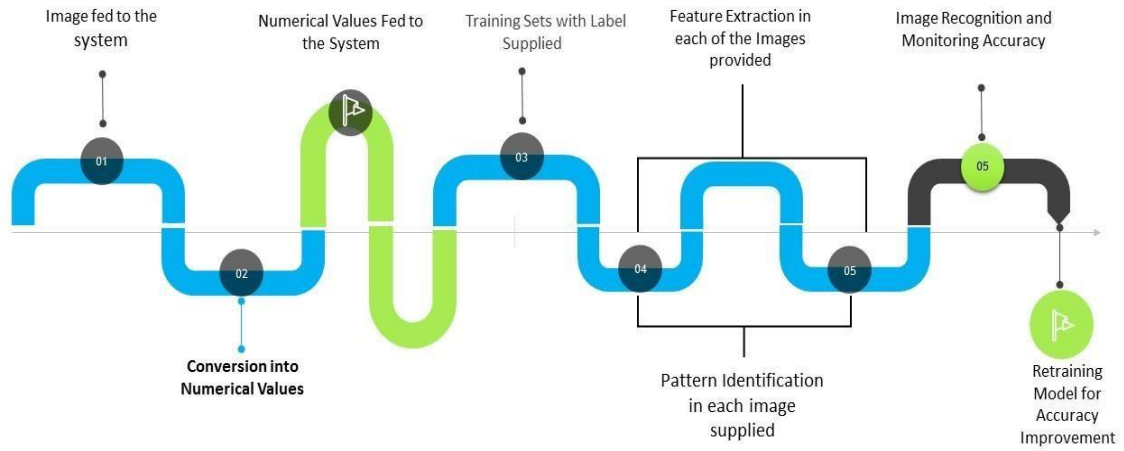 Image fed to the
system
Numerical Values Fed to
the System
Training Sets with Label
Supplied
Feature Extraction in
each of the Images
provided
Image Recognition and
Monitoring Accuracy
01
03
05
02
04
05
Conversion into
Numerical Values
Pattern Identification
in each image
supplied
Retraining
Model for
Accuracy
Improvement